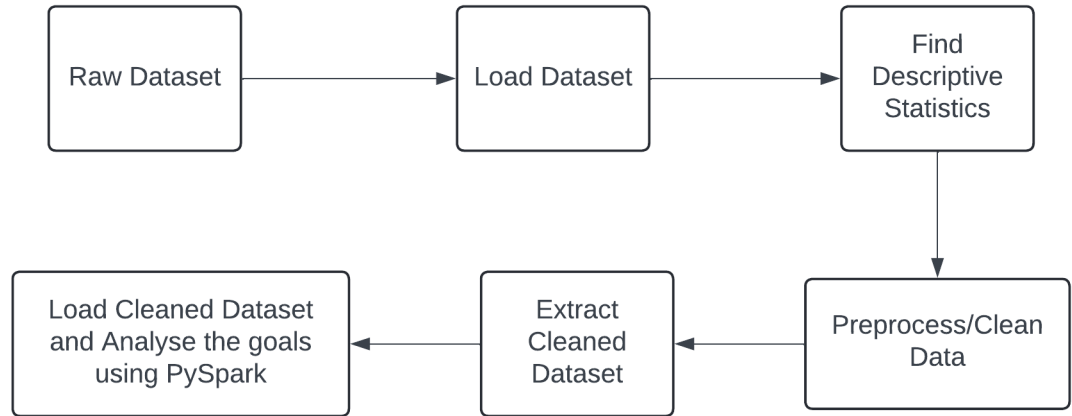 Raw Dataset
Load Dataset
Find
Descriptive
Statistics
Preprocess/Clean
Data
Extract
Cleaned
Dataset
Load Cleaned Dataset
and Analyse the goals
using PySpark